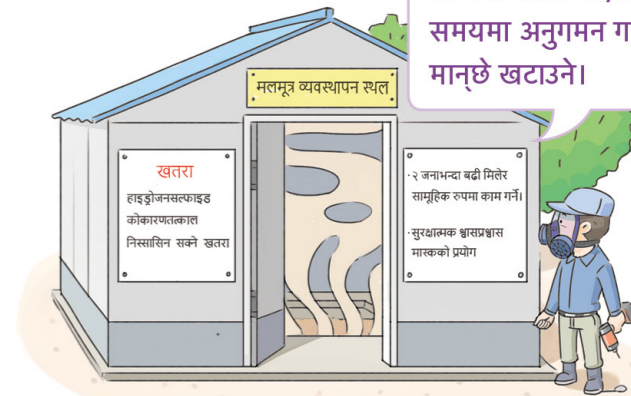 समयमा अनुगमन ग
मान्छे खटाउने।
मलमूत्र व्यवस्थापन स्थल
खतरा
हाइड्रोजनसल्फाइड
कोकारणतत्काल
निस्सासिन सक्ने खतरा
· २ जनाभन्दा बढी मिलेर
सामूहिक रुपमा काम गर्ने।
· सुरक्षात्मक श्वासप्रश्वास
मास्कको प्रयोग